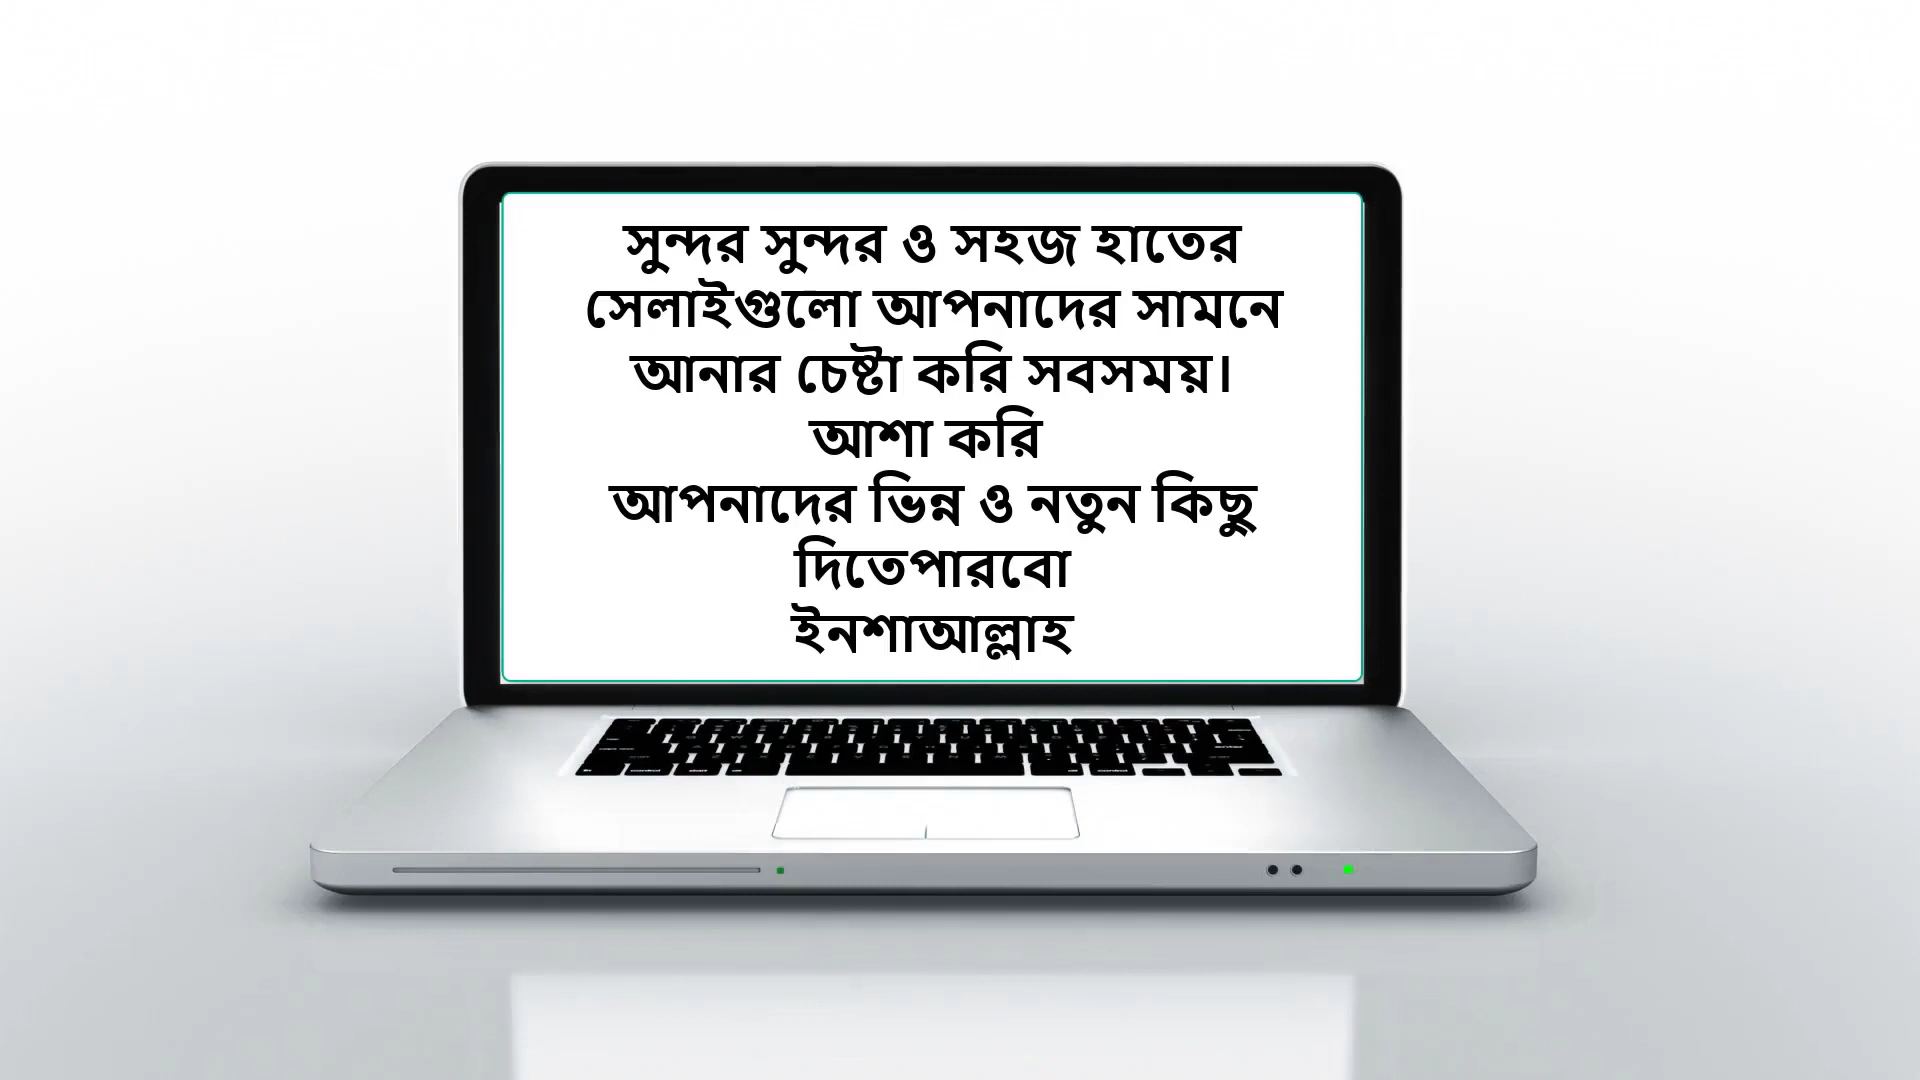 সুন্দর সুন্দর ও সহজ হাতের
সেলাইগুলো আপনাদের সামনে
আনার চেষ্টা করি সবসময়।
আশা করি
আপনাদের ভিন্ন ও নতুন কিছু
দিতেপারবো
ইনশাআল্লাহ